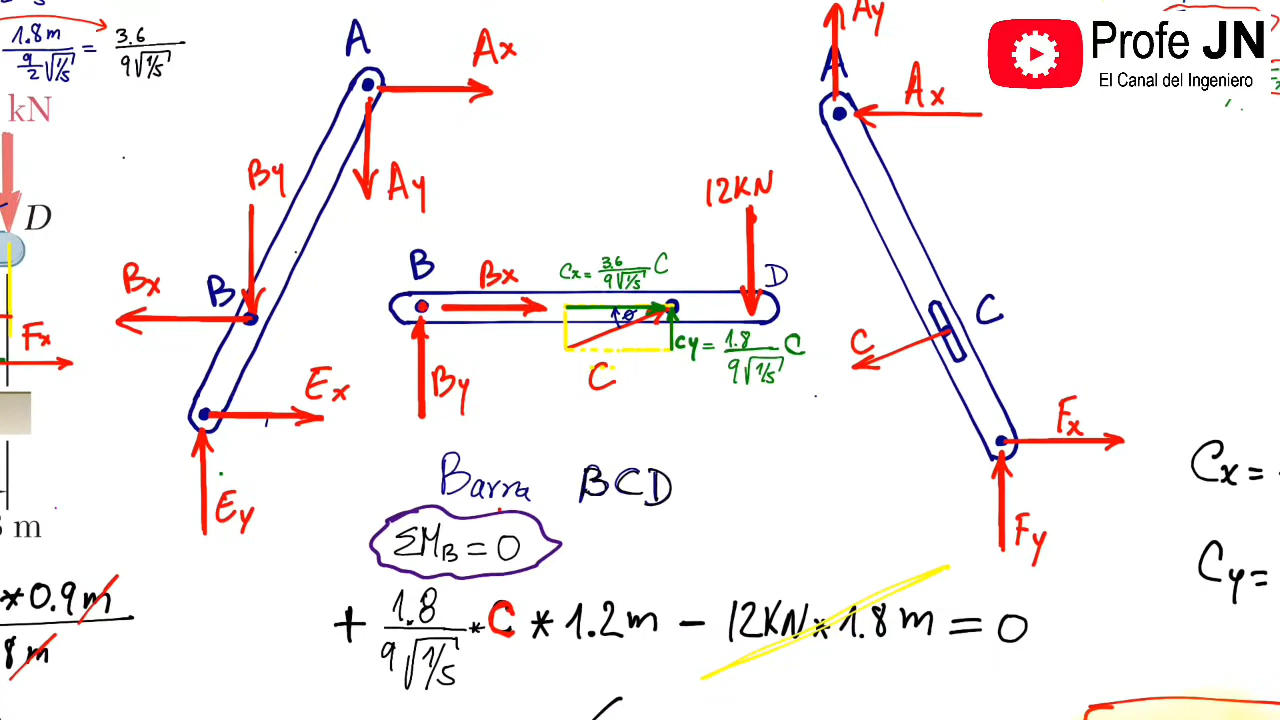 1.8m / (9/2 √(1/5)) = 3.6 / (9√(1/5))
A
Ax
Ay
Profe JN
El Canal del Ingeniero
A
Ax
kN
By
Ay
12KN
D
Bx
B
B
Bx
Cx = 3.6/(9√(1/5)) C
D
C
Fx
θ
Cy = 1.8/(9√(1/5)) C
C
C
Ex
By
Fx
Ey
Barra BCD
Cx =
m
Fy
ΣMB = 0
Cy =
*0.9m
8m
+ 1.8/(9√(1/5)) * C * 1.2m - 12KN * 1.8m = 0